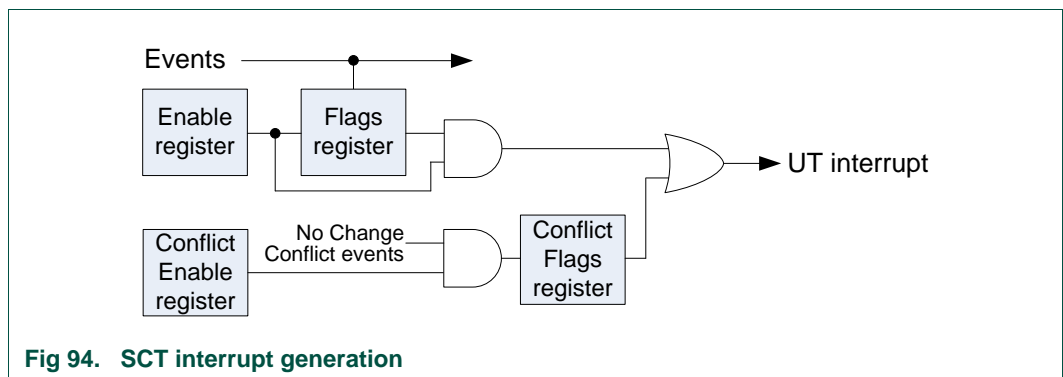 Events
Enable
register
Flags
register
UT interrupt
No Change
Conflict events
Conflict
Enable
register
Conflict
Flags
register
Fig 94. SCT interrupt generation